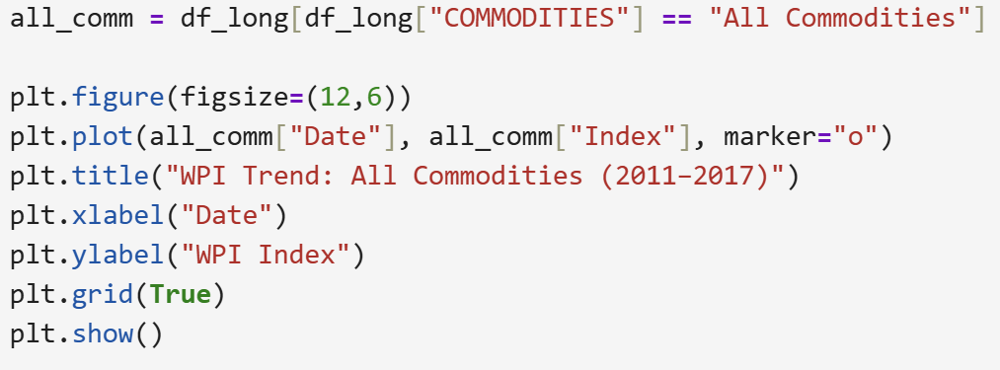 all_comm = df_long[df_long["COMMODITIES"] == "All Commodities"]
plt.figure(figsize=(12,6))
plt.plot(all_comm["Date"], all_comm["Index"], marker="o")
plt.title("WPI Trend: All Commodities (2011–2017)")
plt.xlabel("Date")
plt.ylabel("WPI Index")
plt.grid(True)
plt.show()